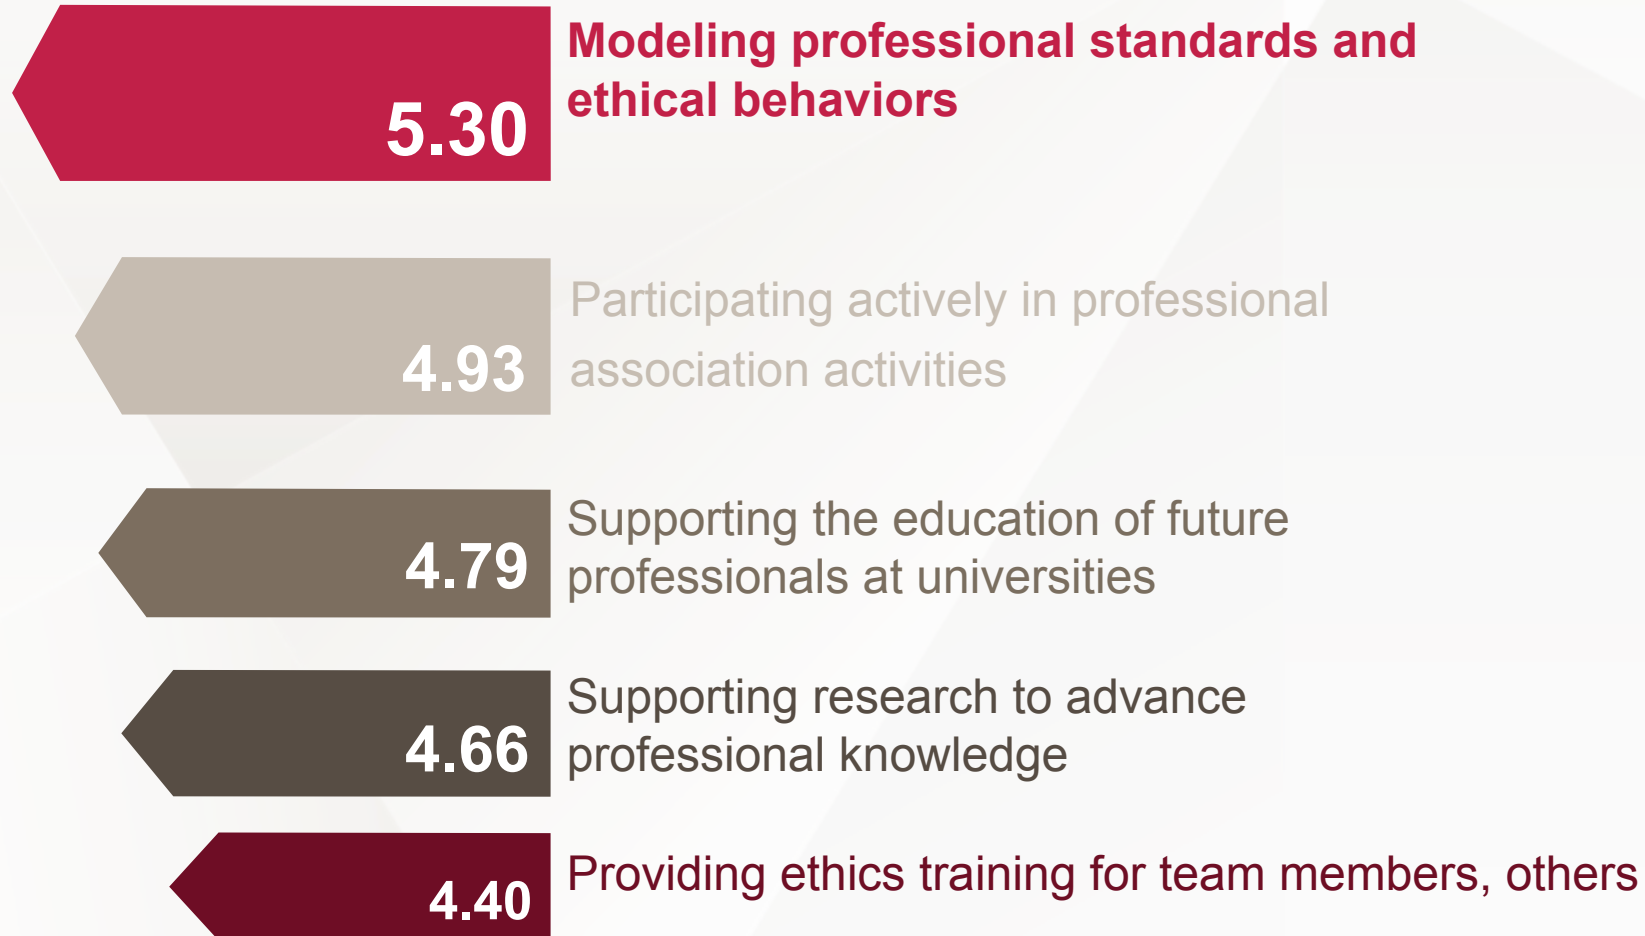 Modeling professional standards and
ethical behaviors
5.30
Participating actively in professional
association activities
4.93
Supporting the education of future
professionals at universities
4.79
Supporting research to advance
professional knowledge
4.66
Providing ethics training for team members, others
4.40